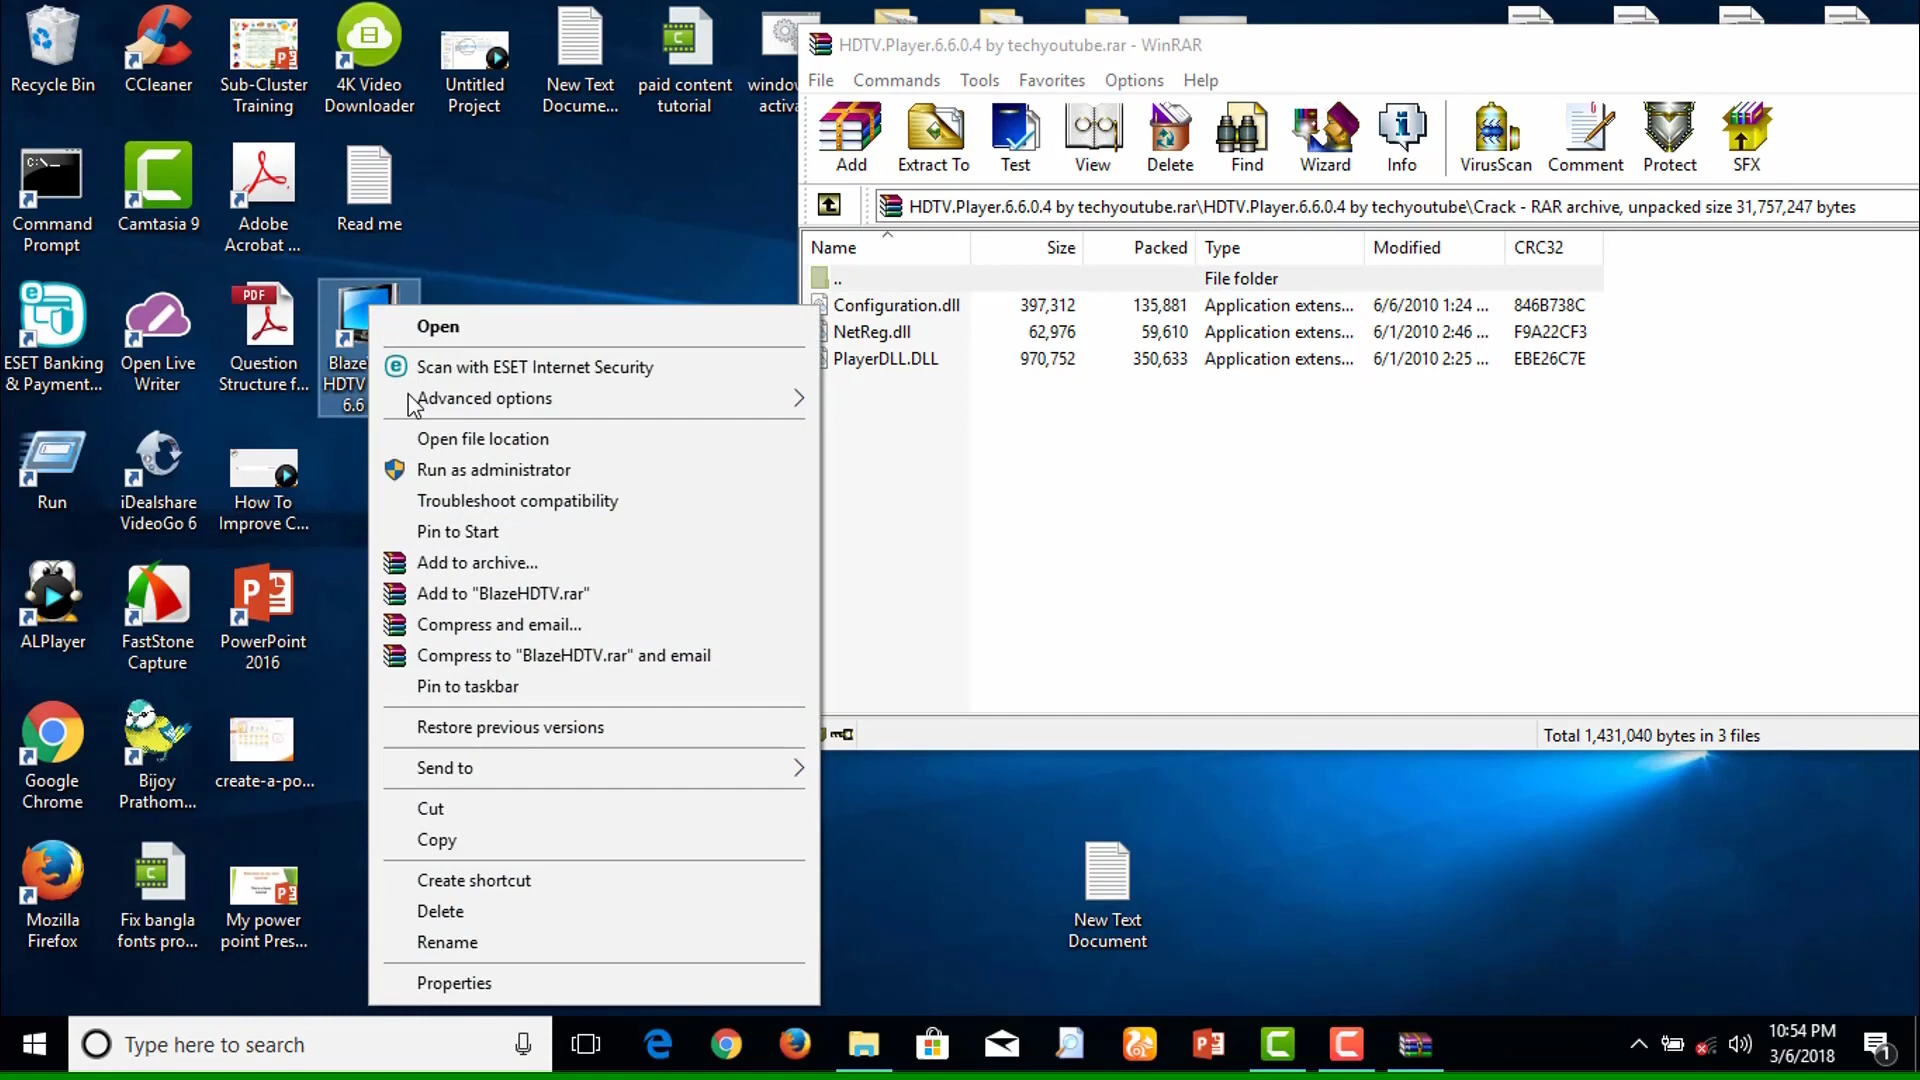 Recycle Bin
CCleaner
Sub-Cluster
Training
4K Video
Downloader
Untitled
Project
New Text
Docume...
paid content
tutorial
window
activa
Command
Prompt
Camtasia 9
Adobe
Acrobat ...
Read me
ESET Banking
& Payment...
Open Live
Writer
PDF
Question
Structure f...
Blaze
HDTV
6.6
Run
iDealshare
VideoGo 6
How To
Improve C...
ALPlayer
FastStone
Capture
PowerPoint
2016
Google
Chrome
Bijoy
Prathom...
create-a-po...
Mozilla
Firefox
Fix bangla
fonts pro...
My power
point Pres...
Open
Scan with ESET Internet Security
Advanced options
Open file location
Run as administrator
Troubleshoot compatibility
Pin to Start
Add to archive...
Add to "BlazeHDTV.rar"
Compress and email...
Compress to "BlazeHDTV.rar" and email
Pin to taskbar
Restore previous versions
Send to
Cut
Copy
Create shortcut
Delete
Rename
Properties
HDTV.Player.6.6.0.4 by techyoutube.rar - WinRAR
File Commands Tools Favorites Options Help
Add Extract To Test View Delete Find Wizard Info VirusScan Comment Protect SFX
HDTV.Player.6.6.0.4 by techyoutube.rar\HDTV.Player.6.6.0.4 by techyoutube\Crack - RAR archive, unpacked size 31,757,247 bytes
Name Size Packed Type Modified CRC32
.. File folder
Configuration.dll 397,312 135,881 Application extens... 6/6/2010 1:24 ... 846B738C
NetReg.dll 62,976 59,610 Application extens... 6/1/2010 2:46 ... F9A22CF3
PlayerDLL.DLL 970,752 350,633 Application extens... 6/1/2010 2:25 ... EBE26C7E
Total 1,431,040 bytes in 3 files
New Text
Document
Type here to search
10:54 PM
3/6/2018
1